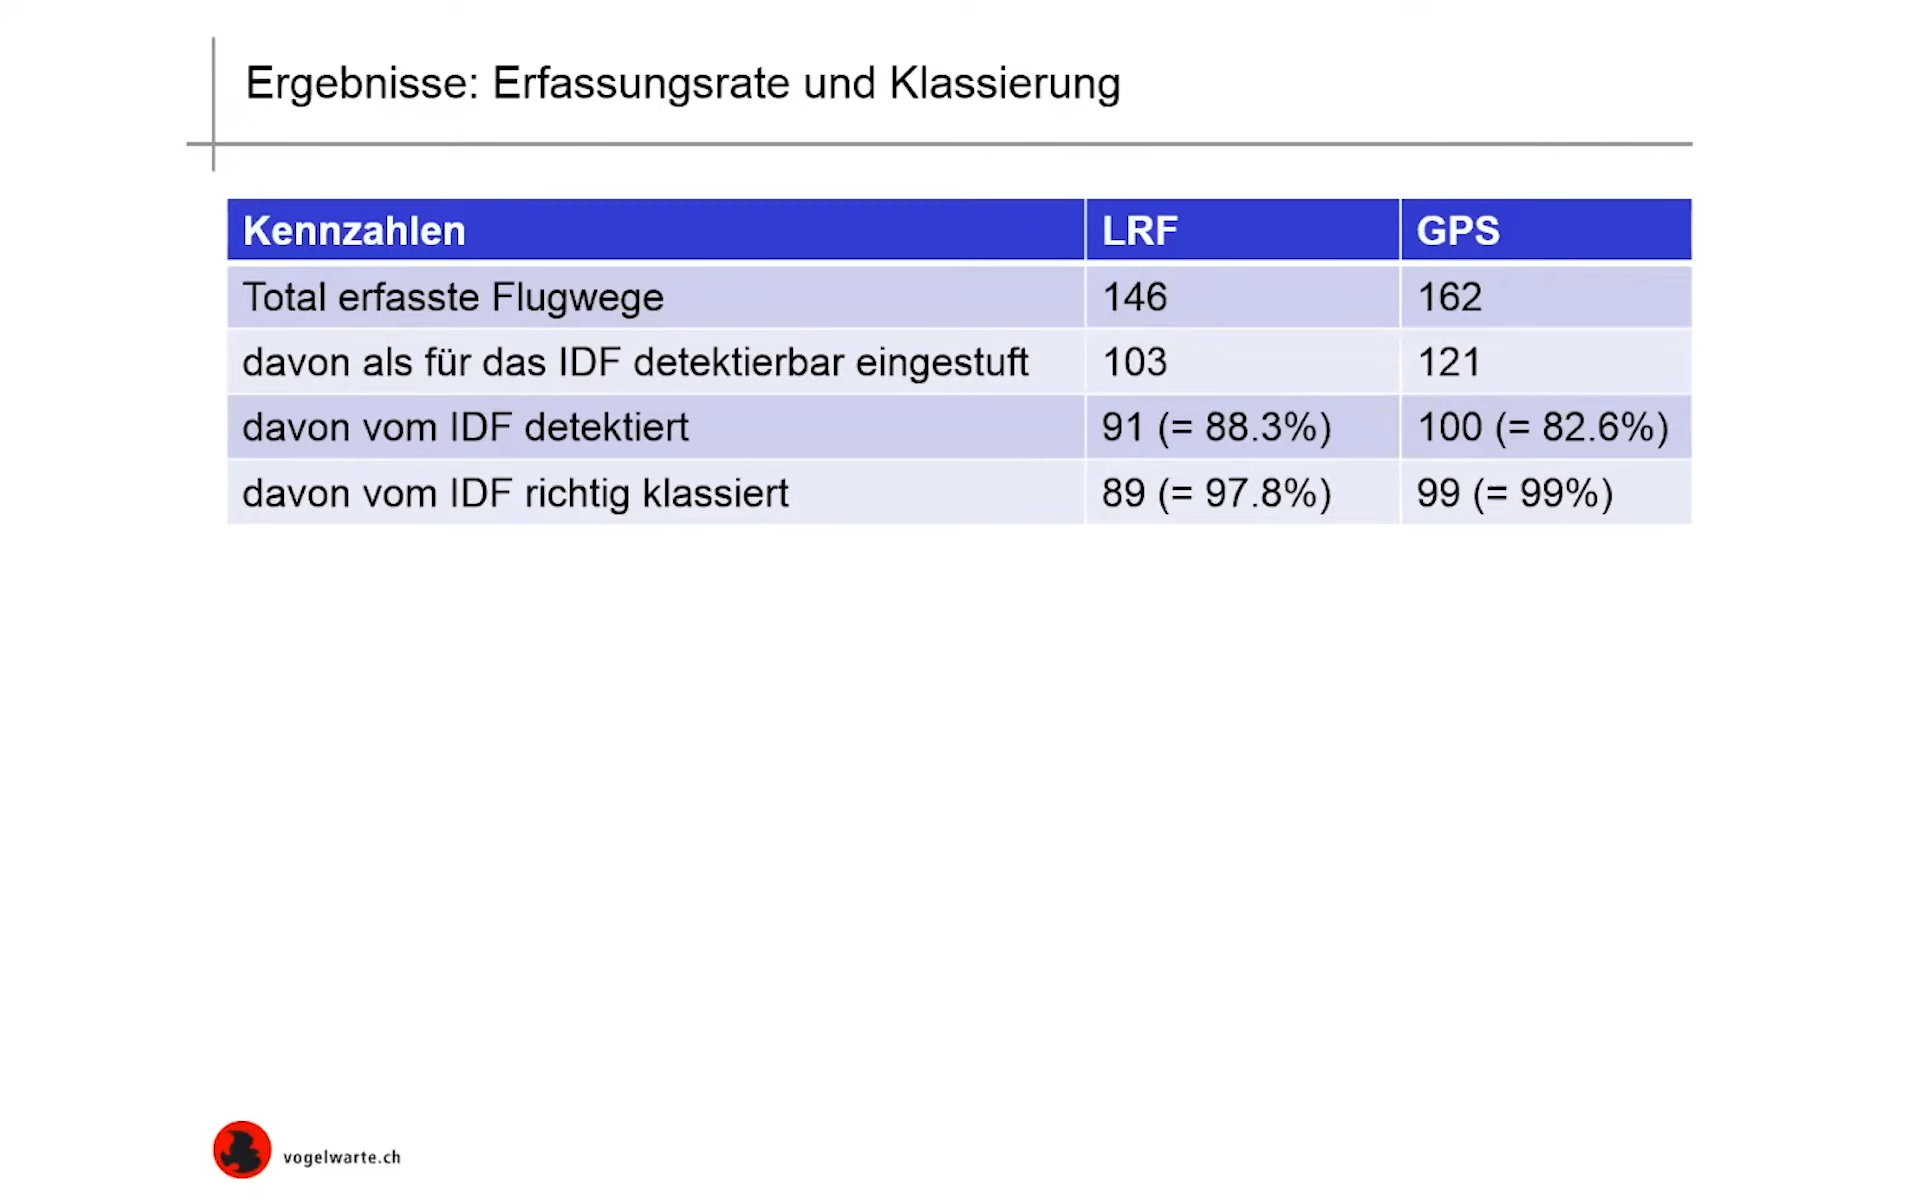 Ergebnisse: Erfassungsrate und Klassierung
Kennzahlen LRF GPS
Total erfasste Flugwege 146 162
davon als für das IDF detektierbar eingestuft 103 121
davon vom IDF detektiert 91 (= 88.3%) 100 (= 82.6%)
davon vom IDF richtig klassiert 89 (= 97.8%) 99 (= 99%)
vogelwarte.ch